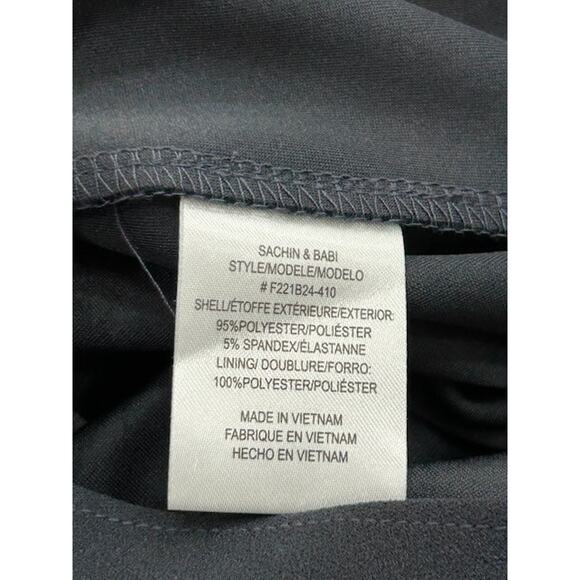 SACHIN & BABI
STYLE/MODELE/MODELO
# F221B24-410
SHELL/ÉTOFFE EXTÉRIEURE/EXTERIOR:
95%POLYESTER/POLIÉSTER
5% SPANDEX/ÉLASTANNE
LINING/ DOUBLURE/FORRO:
100%POLYESTER/POLIÉSTER
MADE IN VIETNAM
FABRIQUE EN VIETNAM
HECHO EN VIETNAM